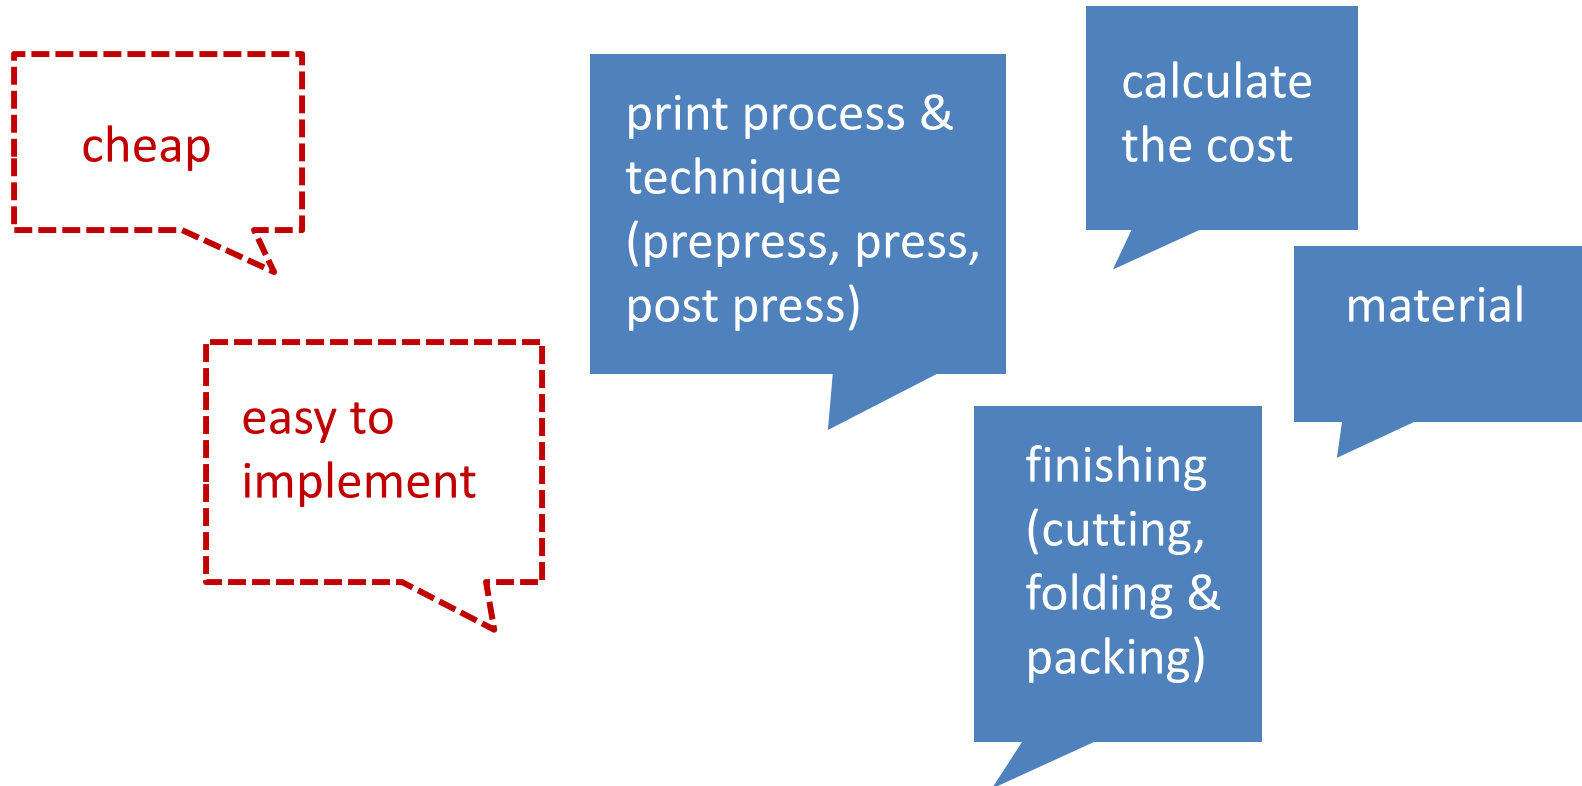 cheap
easy to
implement
print process &
technique
(prepress, press,
post press)
calculate
the cost
material
finishing
(cutting,
folding &
packing)